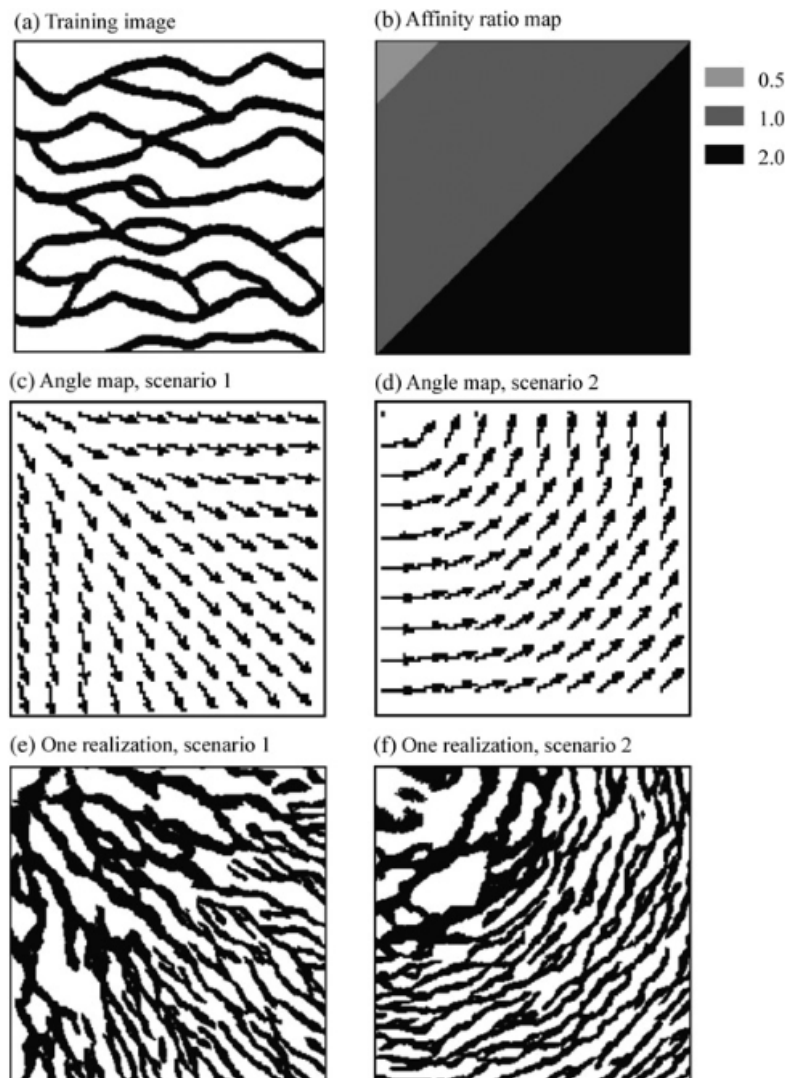 (a) Training image
(b) Affinity ratio map
0.5
1.0
2.0
(c) Angle map, scenario 1
(d) Angle map, scenario 2
(e) One realization, scenario 1
(f) One realization, scenario 2